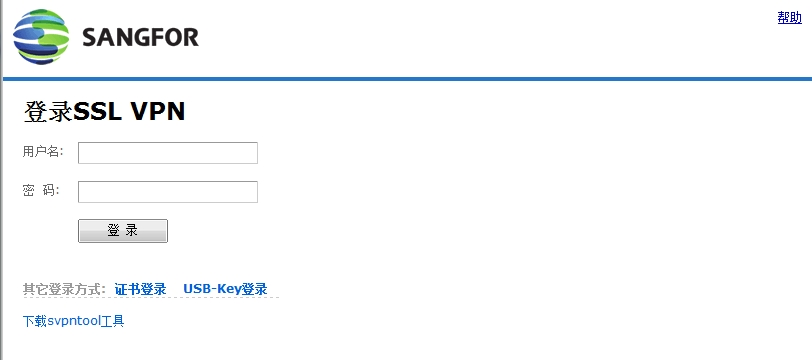 SANGFOR
帮助
登录SSL VPN
用户名:
密 码:
登 录
其它登录方式: 证书登录 USB-Key登录
下载svpntool工具